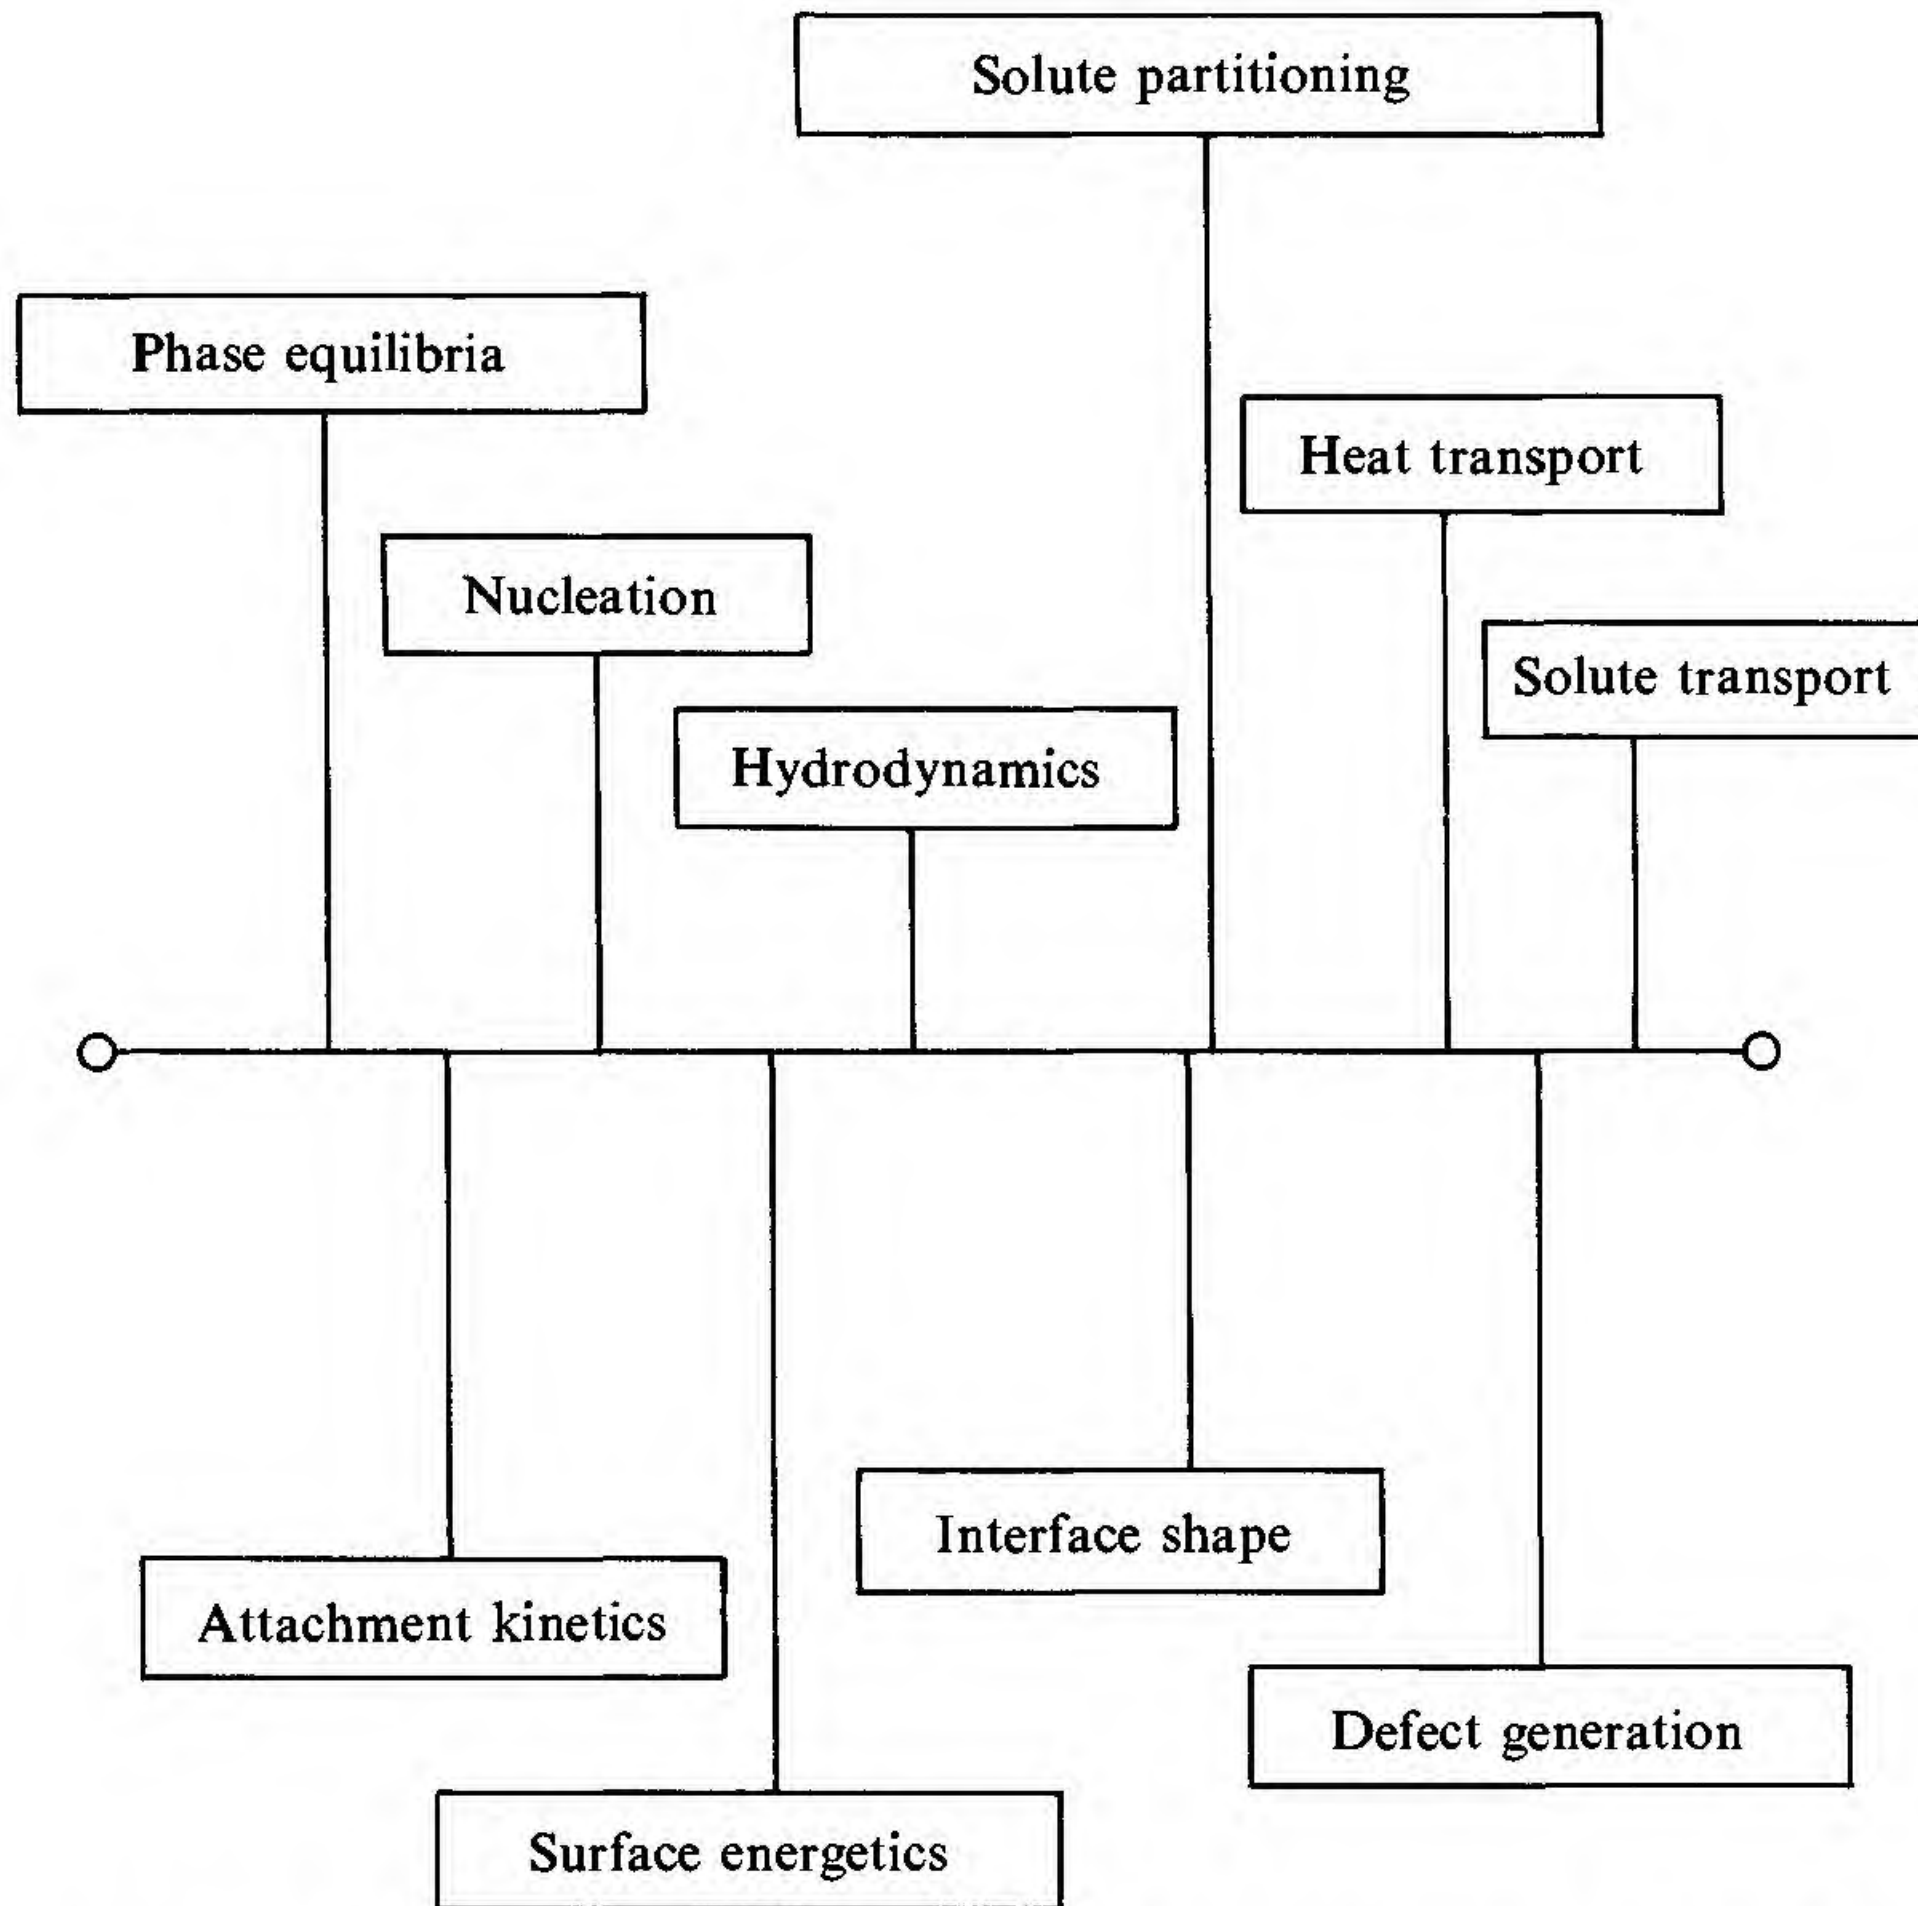 Solute partitioning
Phase equilibria
Heat transport
Nucleation
Solute transport
Hydrodynamics
Interface shape
Attachment kinetics
Defect generation
Surface energetics